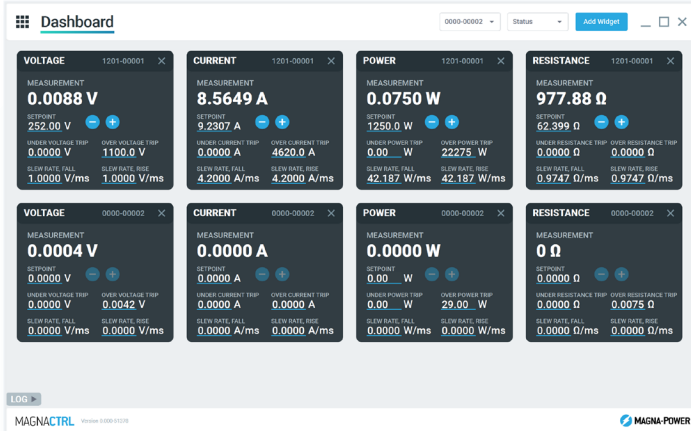 Dashboard
0000-00002
Status
Add Widget
VOLTAGE 1201-00001
MEASUREMENT
0.0088 V
SETPOINT
252.00 V
UNDER VOLTAGE TRIP OVER VOLTAGE TRIP
0.0000 V 1100.0 V
SLEW RATE, FALL SLEW RATE, RISE
1.0000 V/ms 1.0000 V/ms
CURRENT 1201-00001
MEASUREMENT
8.5649 A
SETPOINT
9.2307 A
UNDER CURRENT TRIP OVER CURRENT TRIP
0.0000 A 4620.0 A
SLEW RATE, FALL SLEW RATE, RISE
4.2000 A/ms 4.2000 A/ms
POWER 1201-00001
MEASUREMENT
0.0750 W
SETPOINT
1250.0 W
UNDER POWER TRIP OVER POWER TRIP
0.00 W 22275 W
SLEW RATE, FALL SLEW RATE, RISE
42.187 W/ms 42.187 W/ms
RESISTANCE 1201-00001
MEASUREMENT
977.88 Ω
SETPOINT
62.399 Ω
UNDER RESISTANCE TRIP OVER RESISTANCE TRIP
0.0000 Ω 0.0000 Ω
SLEW RATE, FALL SLEW RATE, RISE
0.9747 Ω/ms 0.9747 Ω/ms
VOLTAGE 0000-00002
MEASUREMENT
0.0004 V
SETPOINT
0.0000 V
UNDER VOLTAGE TRIP OVER VOLTAGE TRIP
0.0000 V 0.0042 V
SLEW RATE, FALL SLEW RATE, RISE
0.0000 V/ms 0.0000 V/ms
CURRENT 0000-00002
MEASUREMENT
0.0000 A
SETPOINT
0.0000 A
UNDER CURRENT TRIP OVER CURRENT TRIP
0.0000 A 0.0000 A
SLEW RATE, FALL SLEW RATE, RISE
0.0000 A/ms 0.0000 A/ms
POWER 0000-00002
MEASUREMENT
0.0000 W
SETPOINT
0.00 W
UNDER POWER TRIP OVER POWER TRIP
0.00 W 29.00 W
SLEW RATE, FALL SLEW RATE, RISE
0.0000 W/ms 0.0000 W/ms
RESISTANCE 0000-00002
MEASUREMENT
0 Ω
SETPOINT
0.0000 Ω
UNDER RESISTANCE TRIP OVER RESISTANCE TRIP
0.0000 Ω 0.0075 Ω
SLEW RATE, FALL SLEW RATE, RISE
0.0000 Ω/ms 0.0000 Ω/ms
LOG
MAGNACTRL Version
MAGNA-POWER